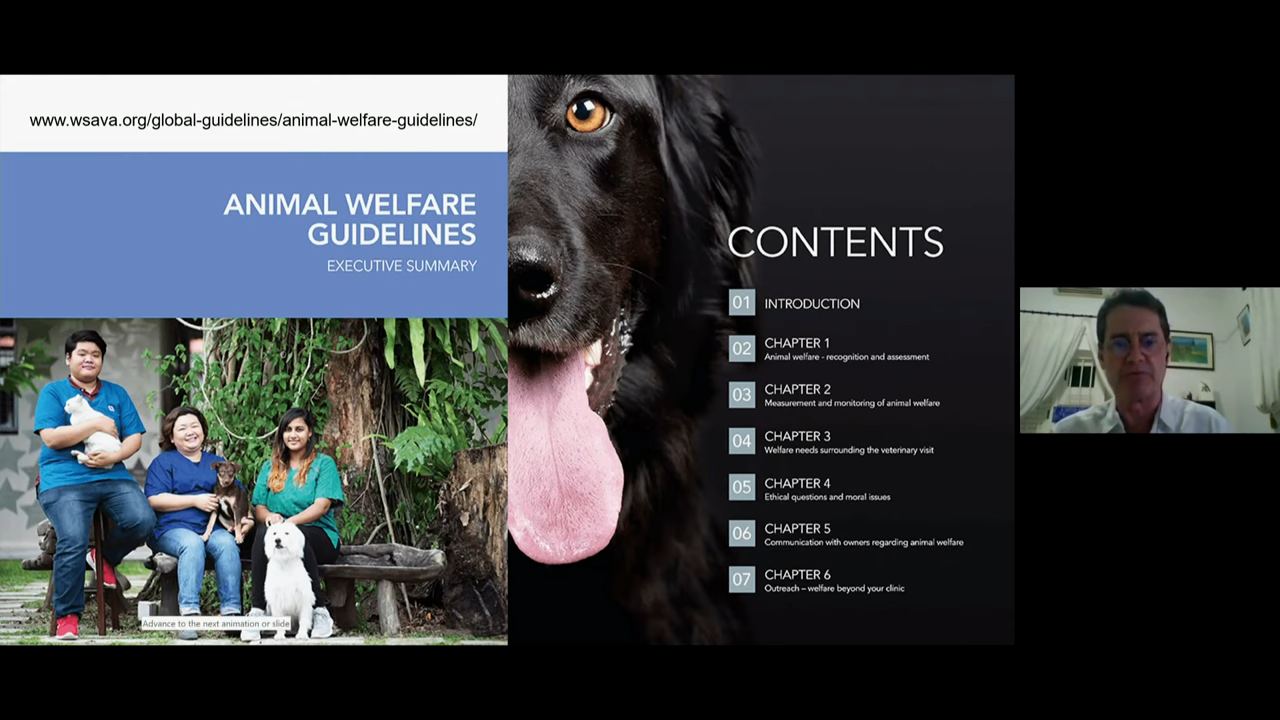 www.wsava.org/global-guidelines/animal-welfare-guidelines/
ANIMAL WELFARE
GUIDELINES
EXECUTIVE SUMMARY
Advance to the next animation or slide
CONTENTS
01 INTRODUCTION
02 CHAPTER 1
Animal welfare - recognition and assessment
03 CHAPTER 2
Measurement and monitoring of animal welfare
04 CHAPTER 3
Welfare needs surrounding the veterinary visit
05 CHAPTER 4
Ethical questions and moral issues
06 CHAPTER 5
Communication with owners regarding animal welfare
07 CHAPTER 6
Outreach – welfare beyond your clinic